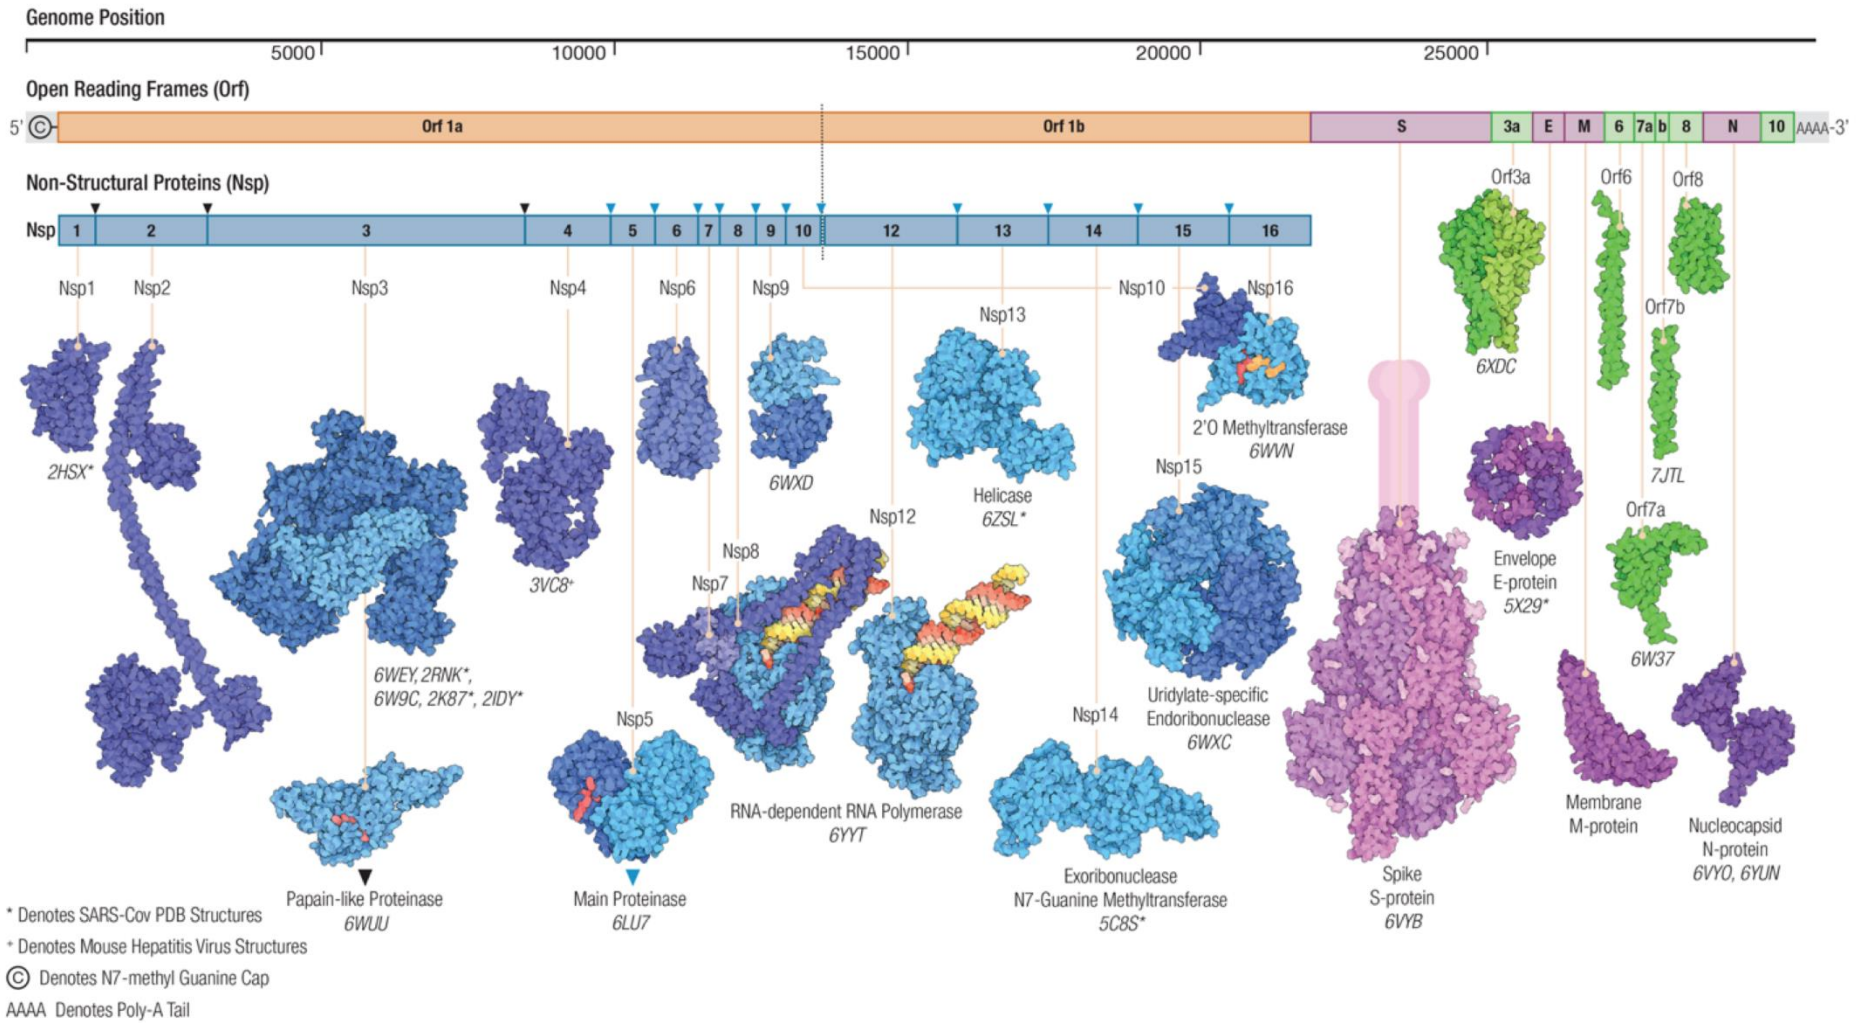 Genome Position
5000 10000 15000 20000 25000
Open Reading Frames (Orf)
5' C Orf 1a Orf 1b S 3a E M 6 7a b 8 N 10 AAAA-3'
Non-Structural Proteins (Nsp)
Nsp 1 2 3 4 5 6 7 8 9 10 12 13 14 15 16
Orf3a
Orf6
Orf8
Nsp1
Nsp2
Nsp3
Nsp4
Nsp6
Nsp9
Nsp10
Nsp16
Nsp13
Orf7b
6XDC
2'O Methyltransferase
6WVN
2HSX*
6WXD
Helicase
6ZSL*
Nsp15
7JTL
Orf7a
Nsp12
Nsp8
Nsp7
3VC8+
Envelope
E-protein
5X29*
6W37
6WEY, 2RNK*,
6W9C, 2K87*, 2IDY*
Uridylate-specific
Endoribonuclease
6WXC
Nsp5
Nsp14
RNA-dependent RNA Polymerase
6YYT
Membrane
M-protein
Nucleocapsid
N-protein
6VYO, 6YUN
Papain-like Proteinase
6WUU
Main Proteinase
6LU7
Exoribonuclease
N7-Guanine Methyltransferase
5C8S*
Spike
S-protein
6VYB
* Denotes SARS-Cov PDB Structures
+ Denotes Mouse Hepatitis Virus Structures
C Denotes N7-methyl Guanine Cap
AAAA Denotes Poly-A Tail